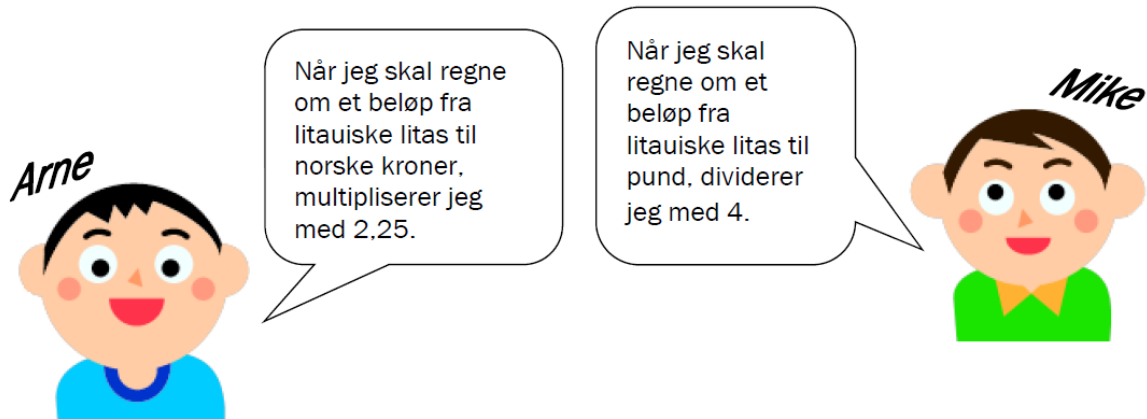 Arne
Når jeg skal regne
om et beløp fra
litauiske litas til
norske kroner,
multipliserer jeg
med 2,25.
Når jeg skal
regne om et
beløp fra
litauiske litas til
pund, dividerer
jeg med 4.
Mike